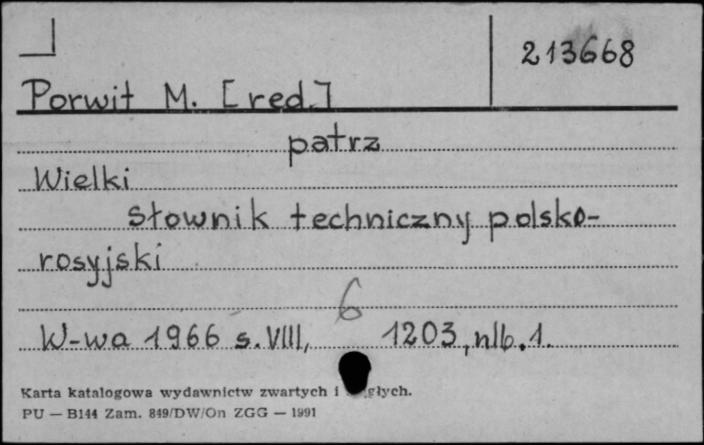 213668
Porwit M. [red.]
patrz
Wielki
Słownik techniczny polsko-
rosyjski
6
W-wa 1966 s. VIII, 1203, nlb. 1.
Karta katalogowa wydawnictw zwartych i
PU — B144 Zam. 849/DW/On ZGG — 1991